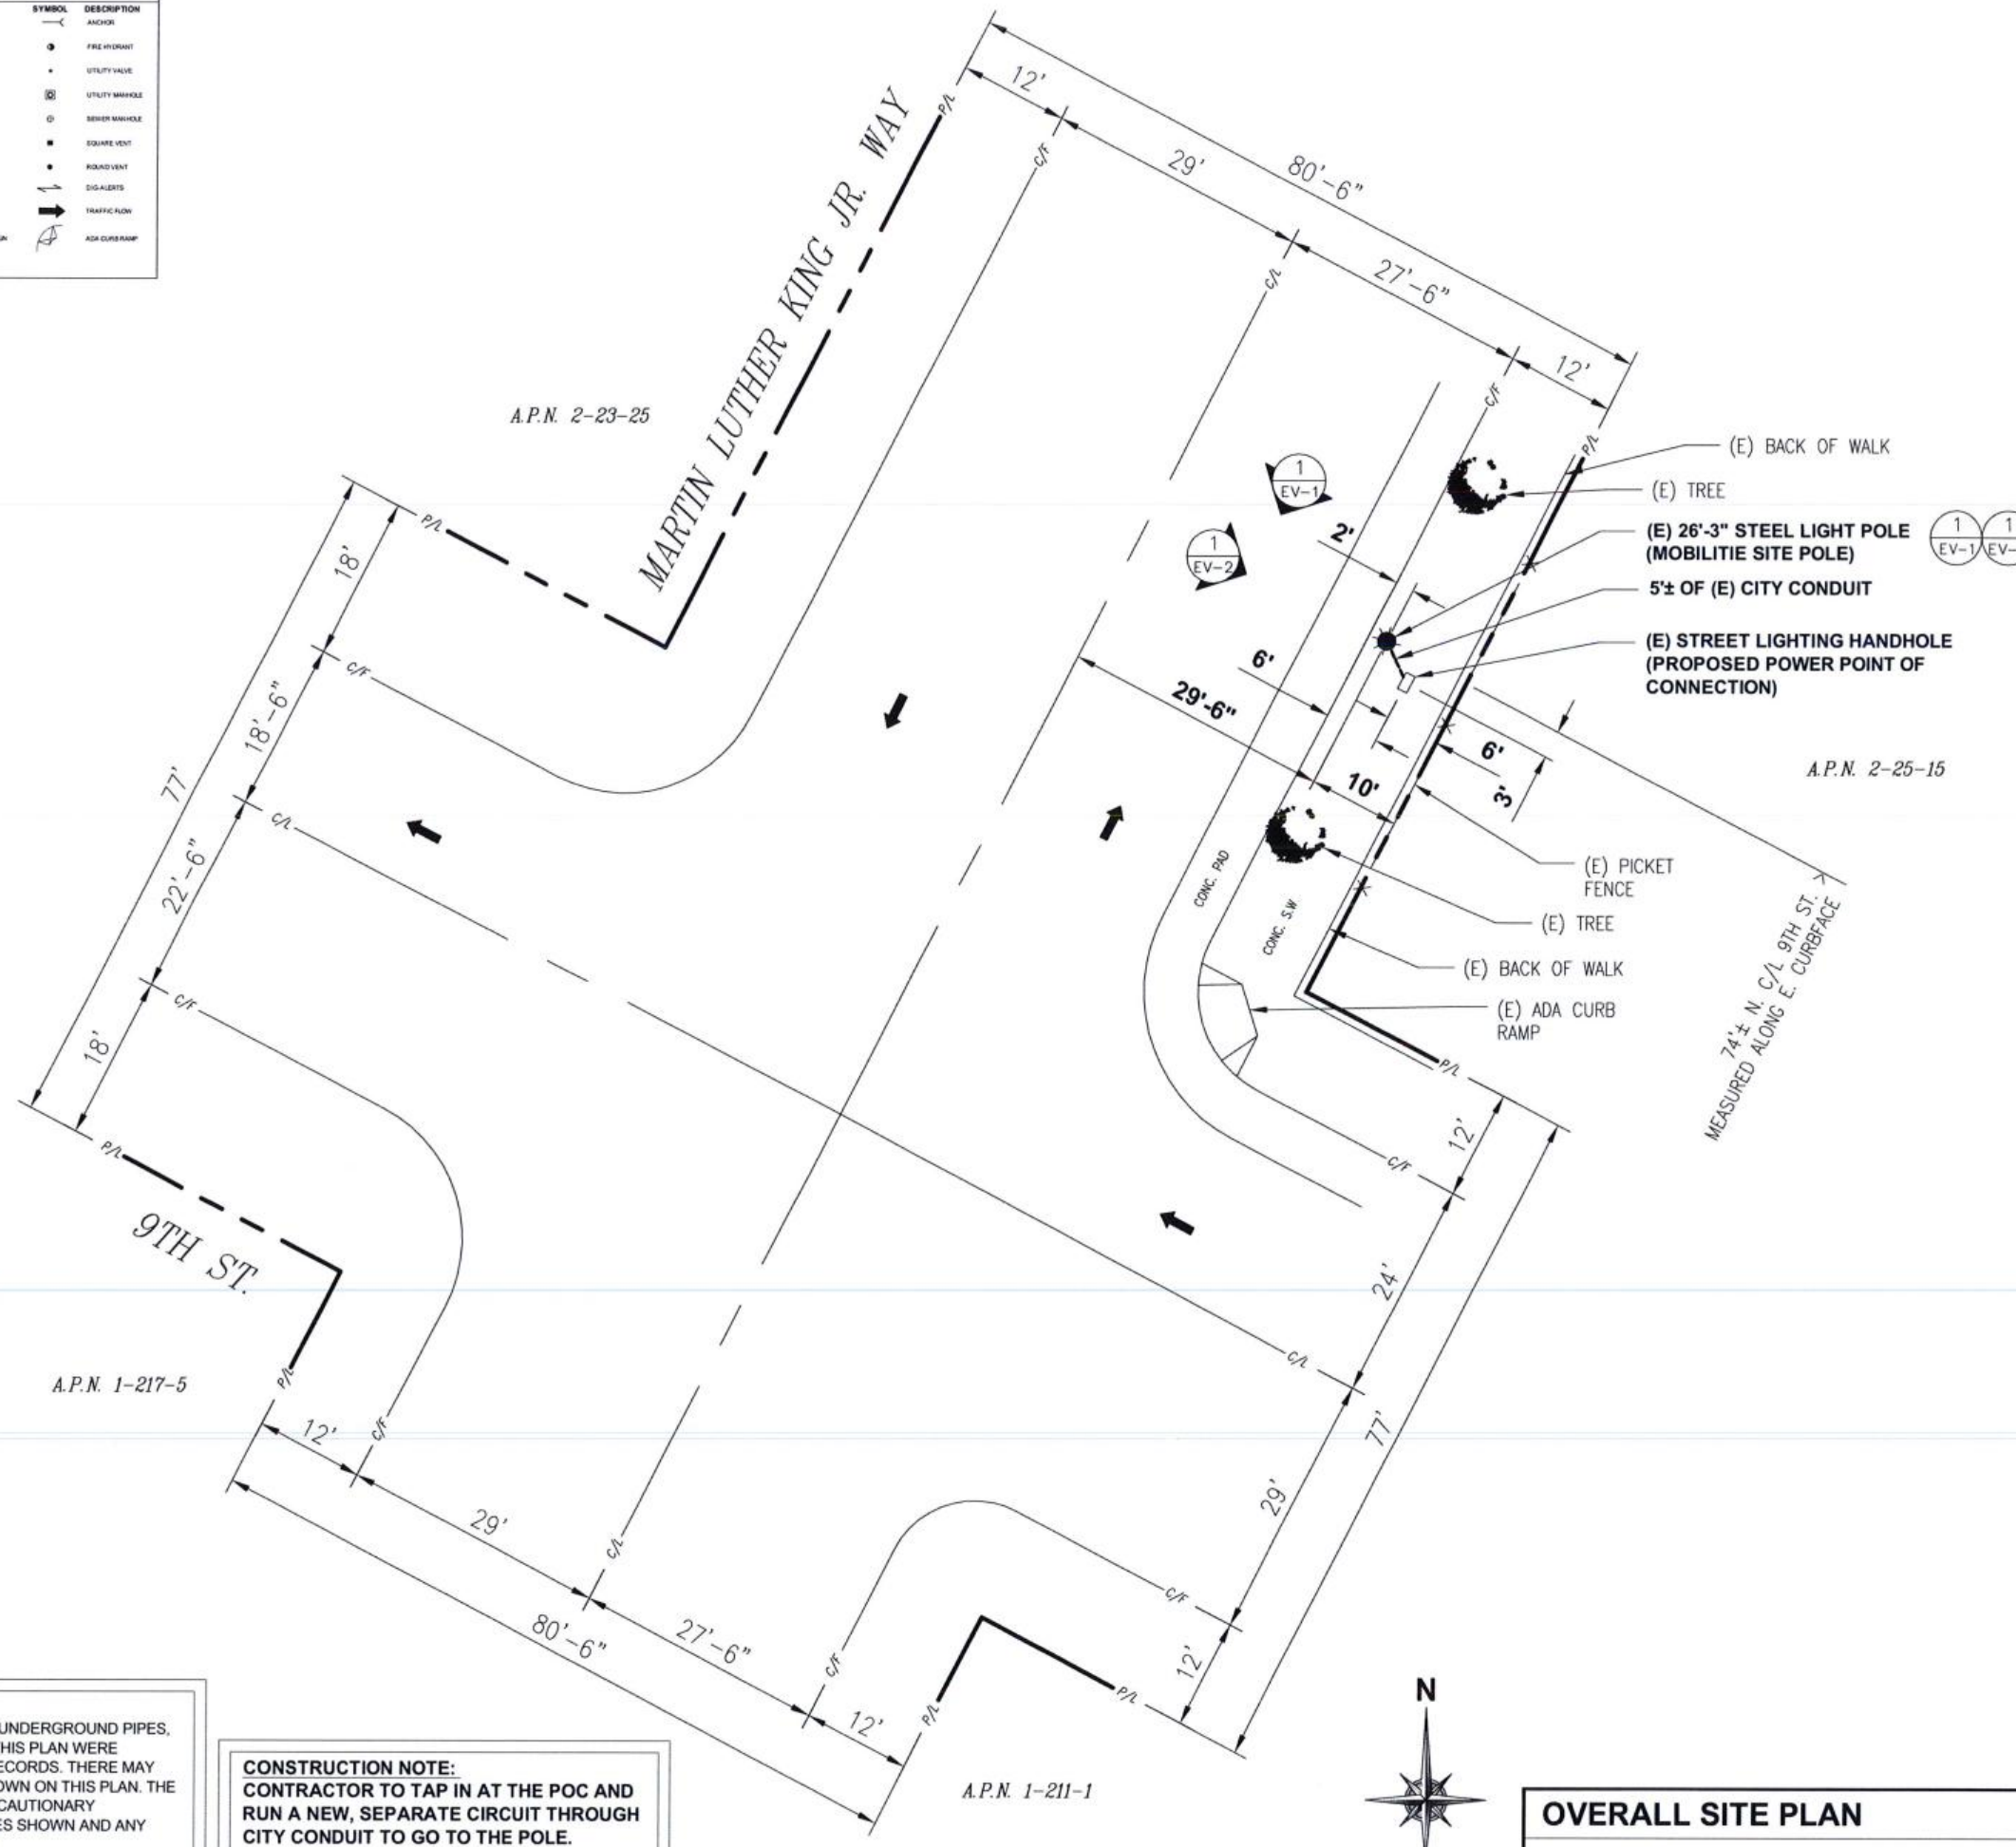 SYMBOL DESCRIPTION
ANCHOR
FIRE HYDRANT
UTILITY VALVE
UTILITY MANHOLE
SEWER MANHOLE
SQUARE VENT
ROUND VENT
DIG-ALERTS
TRAFFIC FLOW
ADA CURB RAMP
12'
29'
80'-6"
27'-6"
12'
P/L
C/F
C/L
C/F
P/L
MARTIN LUTHER KING JR. WAY
A.P.N. 2-23-25
(E) BACK OF WALK
(E) TREE
(E) 26'-3" STEEL LIGHT POLE
(MOBILITIE SITE POLE)
1
EV-1
1
EV-
5'± OF (E) CITY CONDUIT
(E) STREET LIGHTING HANDHOLE
(PROPOSED POWER POINT OF
CONNECTION)
1
EV-1
1
EV-2
2'
6'
29'-6"
10'
6'
3'
A.P.N. 2-25-15
(E) PICKET
FENCE
(E) TREE
(E) BACK OF WALK
(E) ADA CURB
RAMP
CONC. PAD
CONC. S.W.
74'± N. C/L 9TH ST.
MEASURED ALONG E. CURBFACE
P/L
18'
C/F
18'-6"
77'
C/L
22'-6"
C/F
18'
P/L
9TH ST.
A.P.N. 1-217-5
P/L
12'
C/F
29'
C/L
80'-6"
27'-6"
C/F
12'
P/L
P/L
12'
C/F
24'
C/L
77'
29'
C/F
12'
P/L
A.P.N. 1-211-1
N
UNDERGROUND PIPES,
THIS PLAN WERE
ECORDS. THERE MAY
OWN ON THIS PLAN. THE
CAUTIONARY
ES SHOWN AND ANY
CONSTRUCTION NOTE:
CONTRACTOR TO TAP IN AT THE POC AND
RUN A NEW, SEPARATE CIRCUIT THROUGH
CITY CONDUIT TO GO TO THE POLE.
OVERALL SITE PLAN